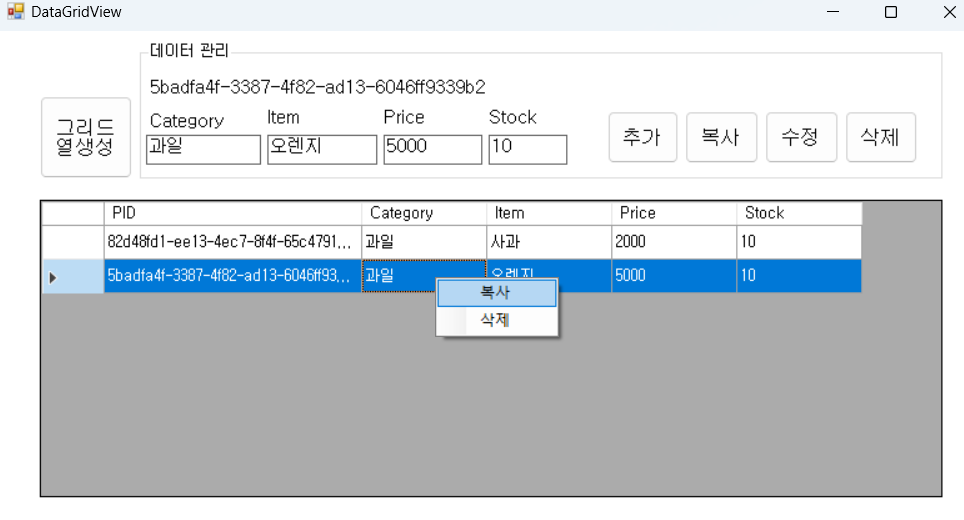 DataGridView
데이터 관리
5badfa4f-3387-4f82-ad13-6046ff9339b2
그리드
열생성
Category Item Price Stock
과일 오렌지 5000 10
추가 복사 수정 삭제
PID Category Item Price Stock
82d48fd1-ee13-4ec7-8f4f-65c4791... 과일 사과 2000 10
5badfa4f-3387-4f82-ad13-6046ff93... 과일 오렌지 5000 10
복사
삭제